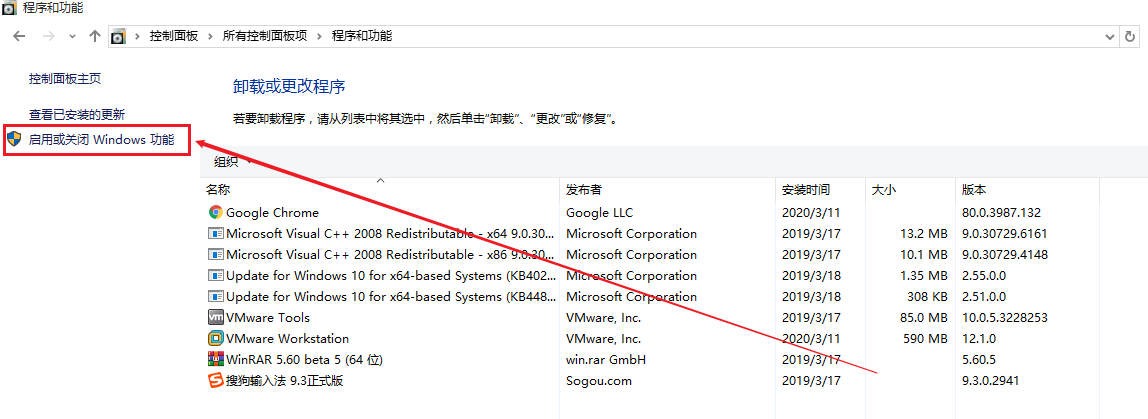 程序和功能
控制面板 > 所有控制面板项 > 程序和功能
控制面板主页
查看已安装的更新
启用或关闭 Windows 功能
卸载或更改程序
若要卸载程序，请从列表中将其选中，然后单击“卸载”、“更改”或“修复”。
组织
名称 发布者 安装时间 大小 版本
Google Chrome Google LLC 2020/3/11 80.0.3987.132
Microsoft Visual C++ 2008 Redistributable - x64 9.0.30... Microsoft Corporation 2019/3/17 13.2 MB 9.0.30729.6161
Microsoft Visual C++ 2008 Redistributable - x86 9.0.30... Microsoft Corporation 2019/3/17 10.1 MB 9.0.30729.4148
Update for Windows 10 for x64-based Systems (KB402... Microsoft Corporation 2019/3/18 1.35 MB 2.55.0.0
Update for Windows 10 for x64-based Systems (KB448... Microsoft Corporation 2019/3/18 308 KB 2.51.0.0
VMware Tools VMware, Inc. 2019/3/17 85.0 MB 10.0.5.3228253
VMware Workstation VMware, Inc. 2020/3/11 590 MB 12.1.0
WinRAR 5.60 beta 5 (64 位) win.rar GmbH 2019/3/17 5.60.5
搜狗输入法 9.3正式版 Sogou.com 2019/3/17 9.3.0.2941